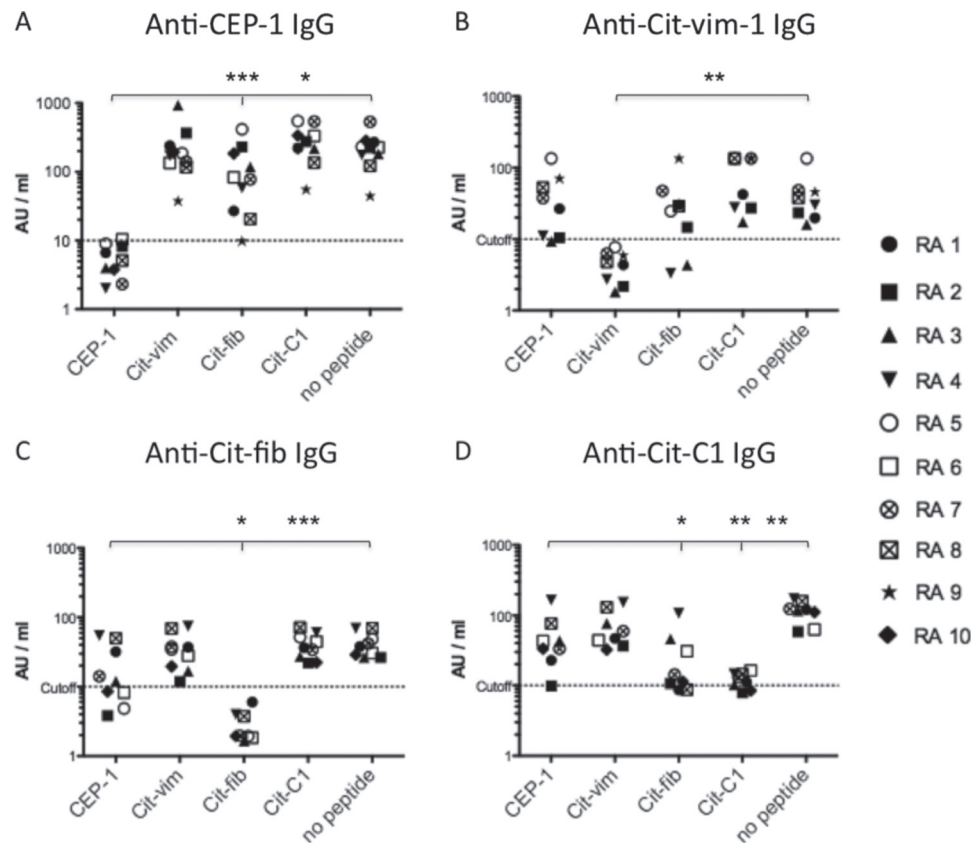 A Anti-CEP-1 IgG
*** *
1000
100
10
1
AU / ml
CEP-1 Cit-vim Cit-fib Cit-C1 no peptide
B Anti-Cit-vim-1 IgG
**
1000
100
Cutoff
1
AU / ml
CEP-1 Cit-vim Cit-fib Cit-C1 no peptide
C Anti-Cit-fib IgG
* ***
1000
100
Cutoff
1
AU / ml
CEP-1 Cit-vim Cit-fib Cit-C1 no peptide
D Anti-Cit-C1 IgG
* ** **
1000
100
Cutoff
1
AU / ml
CEP-1 Cit-vim Cit-fib Cit-C1 no peptide
RA 1
RA 2
RA 3
RA 4
RA 5
RA 6
RA 7
RA 8
RA 9
RA 10